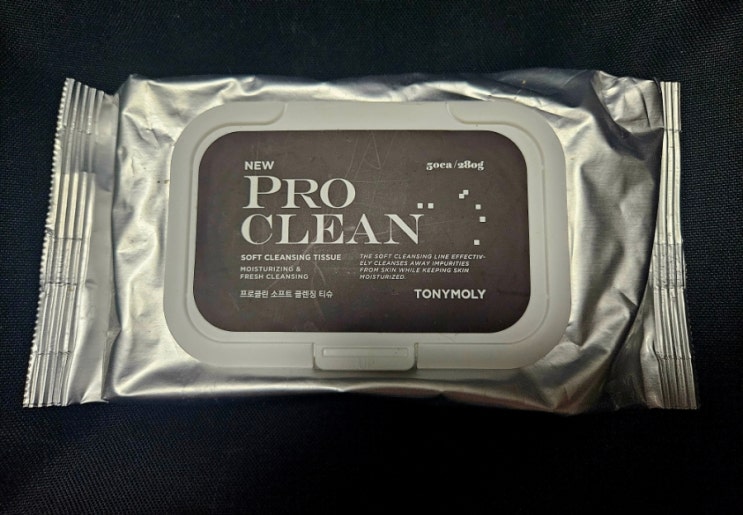 NEW
50ea/280g
PRO
CLEAN
SOFT CLEANSING TISSUE
MOISTURIZING &
FRESH CLEANSING
THE SOFT CLEANSING LINE EFFECTIV-
ELY CLEANSES AWAY IMPURITIES
FROM SKIN WHILE KEEPING SKIN
MOISTURIZED.
프로클린 소프트 클렌징 티슈
TONYMOLY
UP